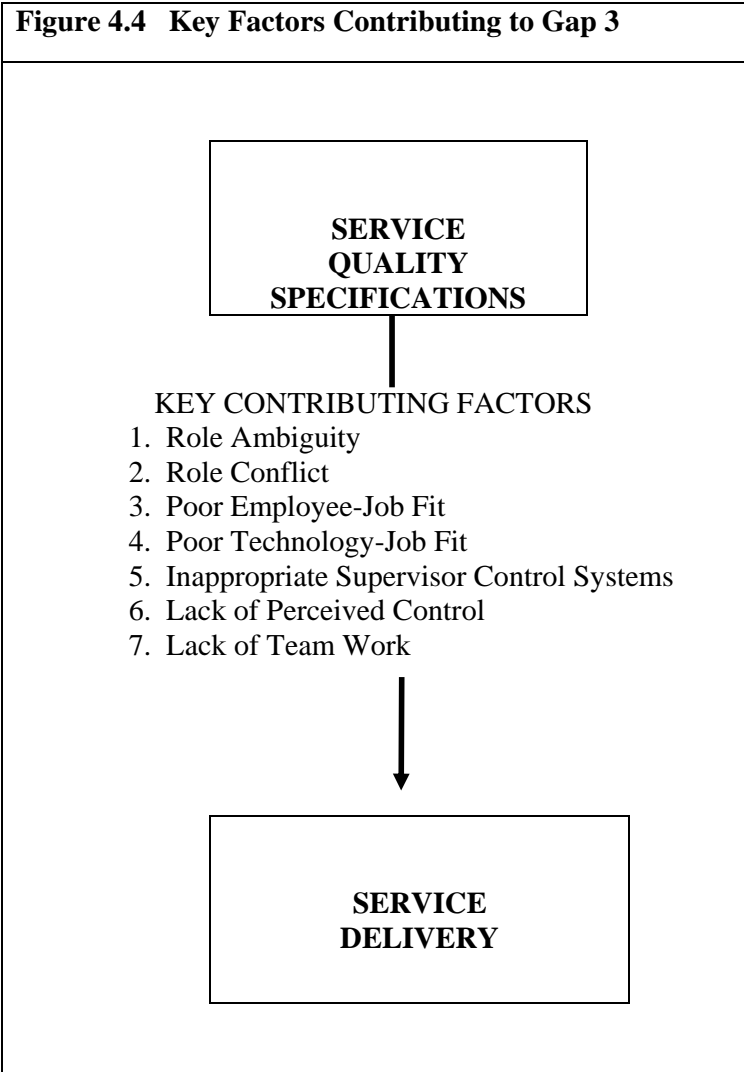 Figure 4.4   Key Factors Contributing to Gap 3
SERVICE
QUALITY
SPECIFICATIONS
KEY CONTRIBUTING FACTORS
1.  Role Ambiguity
2.  Role Conflict
3.  Poor Employee-Job Fit
4.  Poor Technology-Job Fit
5.  Inappropriate Supervisor Control Systems
6.  Lack of Perceived Control
7.  Lack of Team Work
SERVICE
DELIVERY